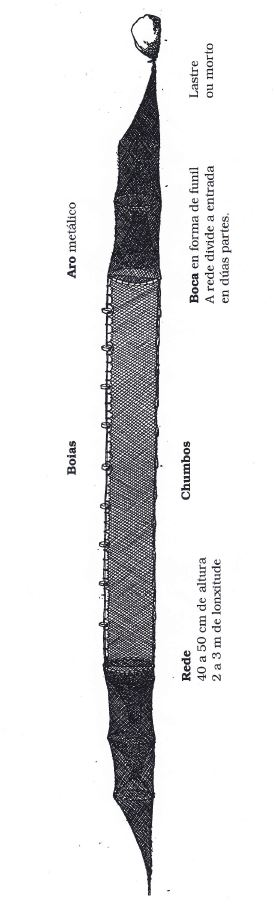 Aro metálico
Boias
Lastre
ou morto
Boca en forma de funil
A rede divide a entrada
en dúas partes.
Chumbos
Rede
40 a 50 cm de altura
2 a 3 m de lonxitude